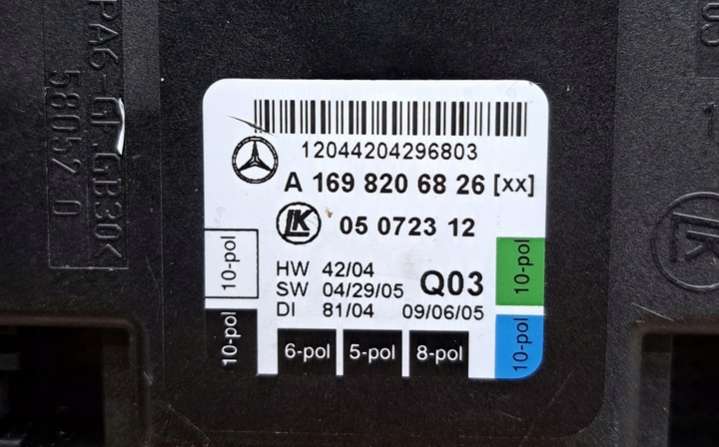 PA6-GF.GB30K
58052 0
12044204296803
A 169 820 68 26 [xx]
LK
05 0723 12
HW 42/04
SW 04/29/05
Q03
DI 81/04 09/06/05
10-pol
10-pol
10-pol
10-pol
6-pol
5-pol
8-pol
LK